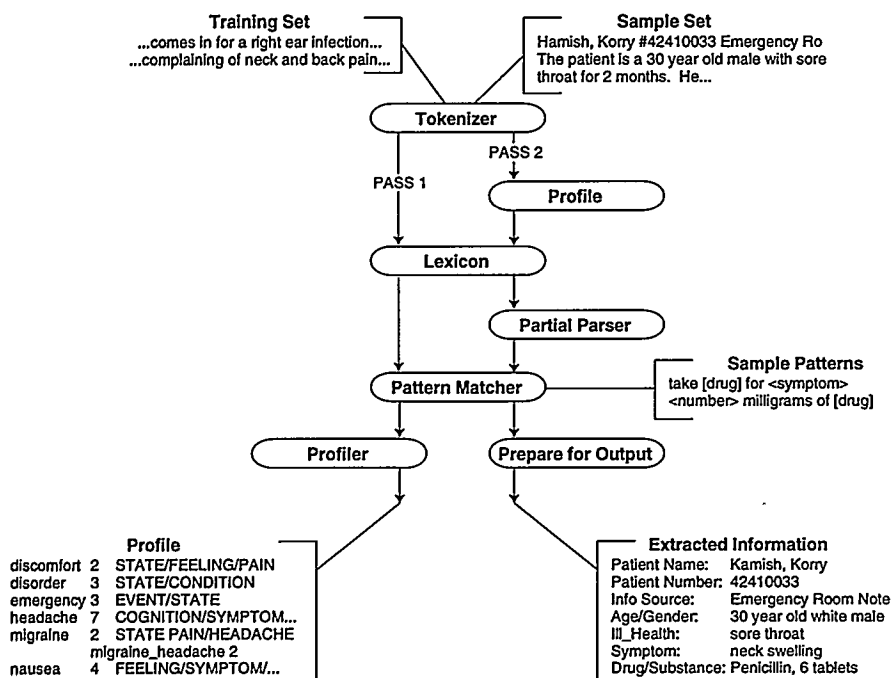 Training Set
...comes in for a right ear infection...
...complaining of neck and back pain...
Sample Set
Hamish, Korry #42410033 Emergency Ro
The patient is a 30 year old male with sore
throat for 2 months. He...
Tokenizer
PASS 1
PASS 2
Profile
Lexicon
Partial Parser
Pattern Matcher
Sample Patterns
take [drug] for <symptom>
<number> milligrams of [drug]
Profiler
Prepare for Output
Profile
discomfort 2 STATE/FEELING/PAIN
disorder 3 STATE/CONDITION
emergency 3 EVENT/STATE
headache 7 COGNITION/SYMPTOM...
migraine 2 STATE PAIN/HEADACHE
migraine_headache 2
nausea 4 FEELING/SYMPTOM/...
Extracted Information
Patient Name: Kamish, Korry
Patient Number: 42410033
Info Source: Emergency Room Note
Age/Gender: 30 year old white male
Ill_Health: sore throat
Symptom: neck swelling
Drug/Substance: Penicillin, 6 tablets